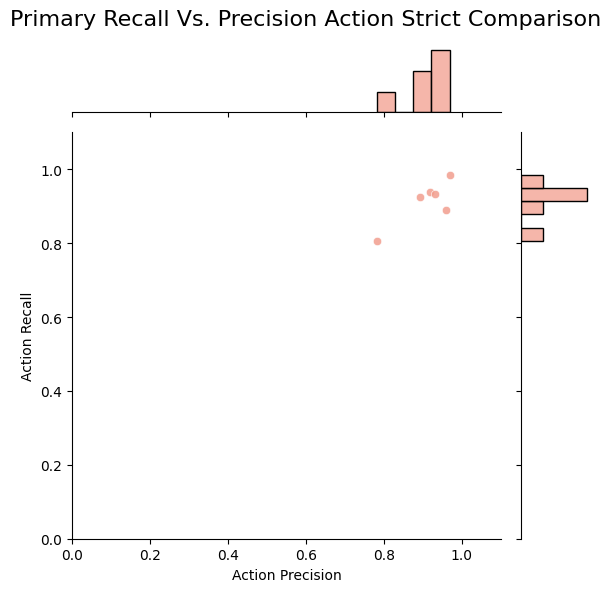 Primary Recall Vs. Precision Action Strict Comparison
1.0
0.8
0.6
0.4
0.2
0.0
Action Recall
0.0 0.2 0.4 0.6 0.8 1.0
Action Precision